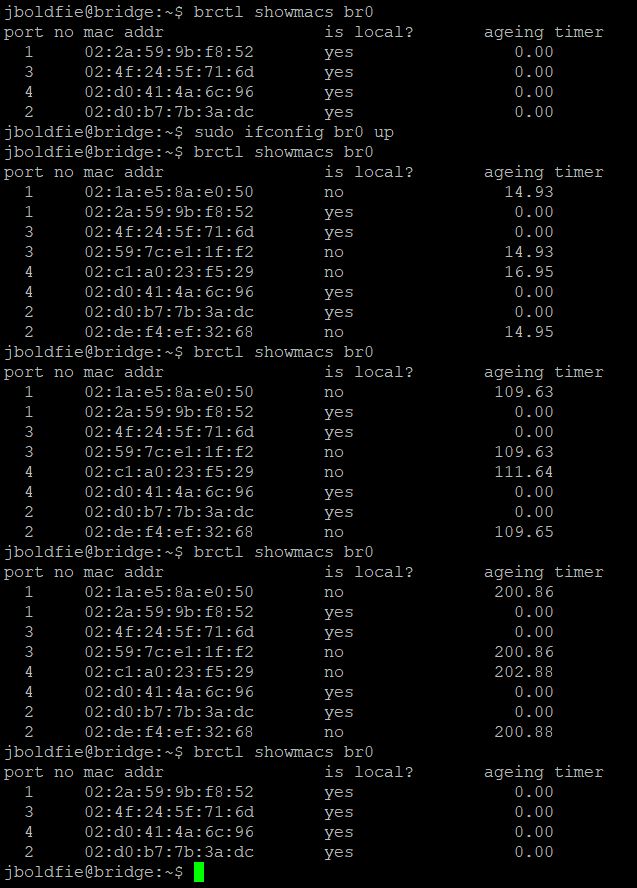 jboldfie@bridge:~$ brctl showmacs br0
port no mac addr                is local?       ageing timer
  1     02:2a:59:9b:f8:52       yes                0.00
  3     02:4f:24:5f:71:6d       yes                0.00
  4     02:d0:41:4a:6c:96       yes                0.00
  2     02:d0:b7:7b:3a:dc       yes                0.00
jboldfie@bridge:~$ sudo ifconfig br0 up
jboldfie@bridge:~$ brctl showmacs br0
port no mac addr                is local?       ageing timer
  1     02:1a:e5:8a:e0:50       no                14.93
  1     02:2a:59:9b:f8:52       yes                0.00
  3     02:4f:24:5f:71:6d       yes                0.00
  3     02:59:7c:e1:1f:f2       no                14.93
  4     02:c1:a0:23:f5:29       no                16.95
  4     02:d0:41:4a:6c:96       yes                0.00
  2     02:d0:b7:7b:3a:dc       yes                0.00
  2     02:de:f4:ef:32:68       no                14.95
jboldfie@bridge:~$ brctl showmacs br0
port no mac addr                is local?       ageing timer
  1     02:1a:e5:8a:e0:50       no               109.63
  1     02:2a:59:9b:f8:52       yes                0.00
  3     02:4f:24:5f:71:6d       yes                0.00
  3     02:59:7c:e1:1f:f2       no               109.63
  4     02:c1:a0:23:f5:29       no               111.64
  4     02:d0:41:4a:6c:96       yes                0.00
  2     02:d0:b7:7b:3a:dc       yes                0.00
  2     02:de:f4:ef:32:68       no               109.65
jboldfie@bridge:~$ brctl showmacs br0
port no mac addr                is local?       ageing timer
  1     02:1a:e5:8a:e0:50       no               200.86
  1     02:2a:59:9b:f8:52       yes                0.00
  3     02:4f:24:5f:71:6d       yes                0.00
  3     02:59:7c:e1:1f:f2       no               200.86
  4     02:c1:a0:23:f5:29       no               202.88
  4     02:d0:41:4a:6c:96       yes                0.00
  2     02:d0:b7:7b:3a:dc       yes                0.00
  2     02:de:f4:ef:32:68       no               200.88
jboldfie@bridge:~$ brctl showmacs br0
port no mac addr                is local?       ageing timer
  1     02:2a:59:9b:f8:52       yes                0.00
  3     02:4f:24:5f:71:6d       yes                0.00
  4     02:d0:41:4a:6c:96       yes                0.00
  2     02:d0:b7:7b:3a:dc       yes                0.00
jboldfie@bridge:~$